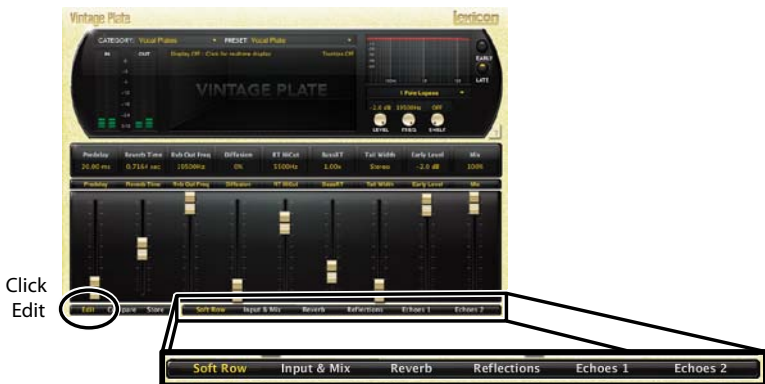 Vintage Plate lexicon
CATEGORY: Vocal Plates PRESET: Vocal Plate
IN OUT Display Off - Click for realtime display Tooltips Off
VINTAGE PLATE
EARLY
LATE
1 Pole Lowpass
-2.0 dB 19530Hz OFF
LEVEL FREQ SHELF
Predelay Reverb Time Rvb Out Freq Diffusion RT HiCut BassRT Tail Width Early Level Mix
20.00 ms 0.7164 sec 19530Hz 0% 5500Hz 1.00x Stereo -2.0 dB 100%
Predelay Reverb Time Rvb Out Freq Diffusion RT HiCut BassRT Tail Width Early Level Mix
Click
Edit
Edit Compare Store Soft Row Input & Mix Reverb Reflections Echoes 1 Echoes 2
Soft Row Input & Mix Reverb Reflections Echoes 1 Echoes 2